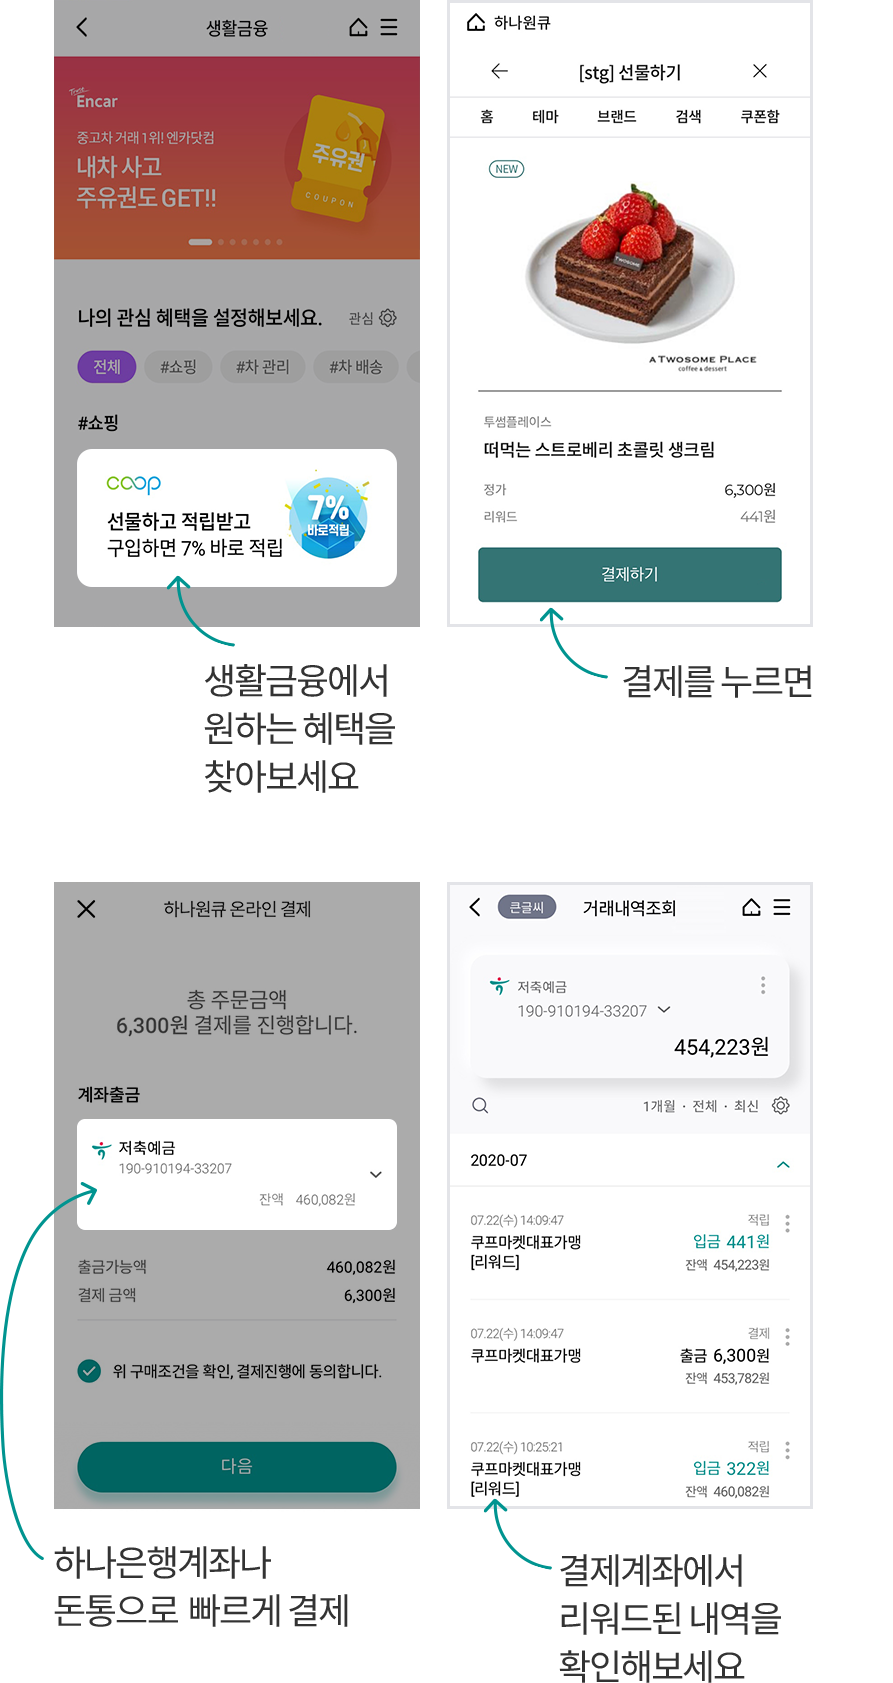 생활금융
Encar
중고차 거래 1위! 엔카닷컴
내차 사고
주유권도 GET!!
주유권
COUPON
나의 관심 혜택을 설정해보세요.
관심
전체
#쇼핑
#차 관리
#차 배송
#쇼핑
coop
선물하고 적립받고
구입하면 7% 바로 적립
7%
바로적립
생활금융에서
원하는 혜택을
찾아보세요
하나원큐
[stg] 선물하기
홈 테마 브랜드 검색 쿠폰함
NEW
TWOSOME
A TWOSOME PLACE
coffee & dessert
투썸플레이스
떠먹는 스트로베리 초콜릿 생크림
정가 6,300원
리워드 441원
결제하기
결제를 누르면
하나원큐 온라인 결제
총 주문금액
6,300원 결제를 진행합니다.
계좌출금
저축예금
190-910194-33207
잔액 460,082원
출금가능액 460,082원
결제 금액 6,300원
위 구매조건을 확인, 결제진행에 동의합니다.
다음
하나은행계좌나
돈통으로 빠르게 결제
큰글씨
거래내역조회
저축예금
190-910194-33207
454,223원
1개월 · 전체 · 최신
2020-07
07.22(수) 14:09:47 적립
쿠프마켓대표가맹 입금 441원
[리워드] 잔액 454,223원
07.22(수) 14:09:47 결제
쿠프마켓대표가맹 출금 6,300원
잔액 453,782원
07.22(수) 10:25:21 적립
쿠프마켓대표가맹 입금 322원
[리워드] 잔액 460,082원
결제계좌에서
리워드된 내역을
확인해보세요